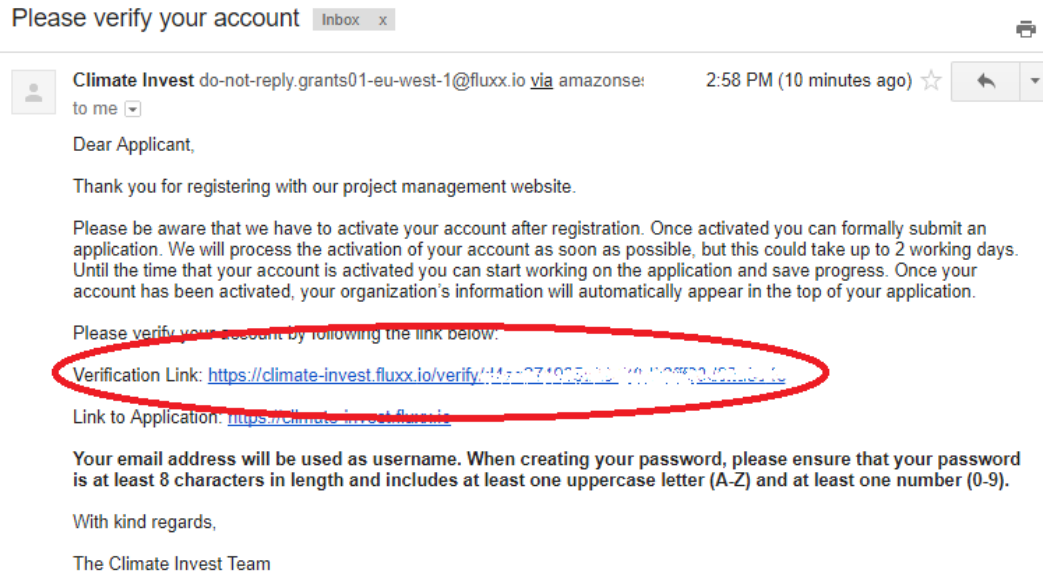 Please verify your account Inbox x
Climate Invest do-not-reply.grants01-eu-west-1@fluxx.io via amazonses 2:58 PM (10 minutes ago)
to me
Dear Applicant,
Thank you for registering with our project management website.
Please be aware that we have to activate your account after registration. Once activated you can formally submit an
application. We will process the activation of your account as soon as possible, but this could take up to 2 working days.
Until the time that your account is activated you can start working on the application and save progress. Once your
account has been activated, your organization's information will automatically appear in the top of your application.
Please verify your account by following the link below:
Verification Link: https://climate-invest.fluxx.io/verify/
Link to Application: https://climate-invest.fluxx.io
Your email address will be used as username. When creating your password, please ensure that your password
is at least 8 characters in length and includes at least one uppercase letter (A-Z) and at least one number (0-9).
With kind regards,
The Climate Invest Team